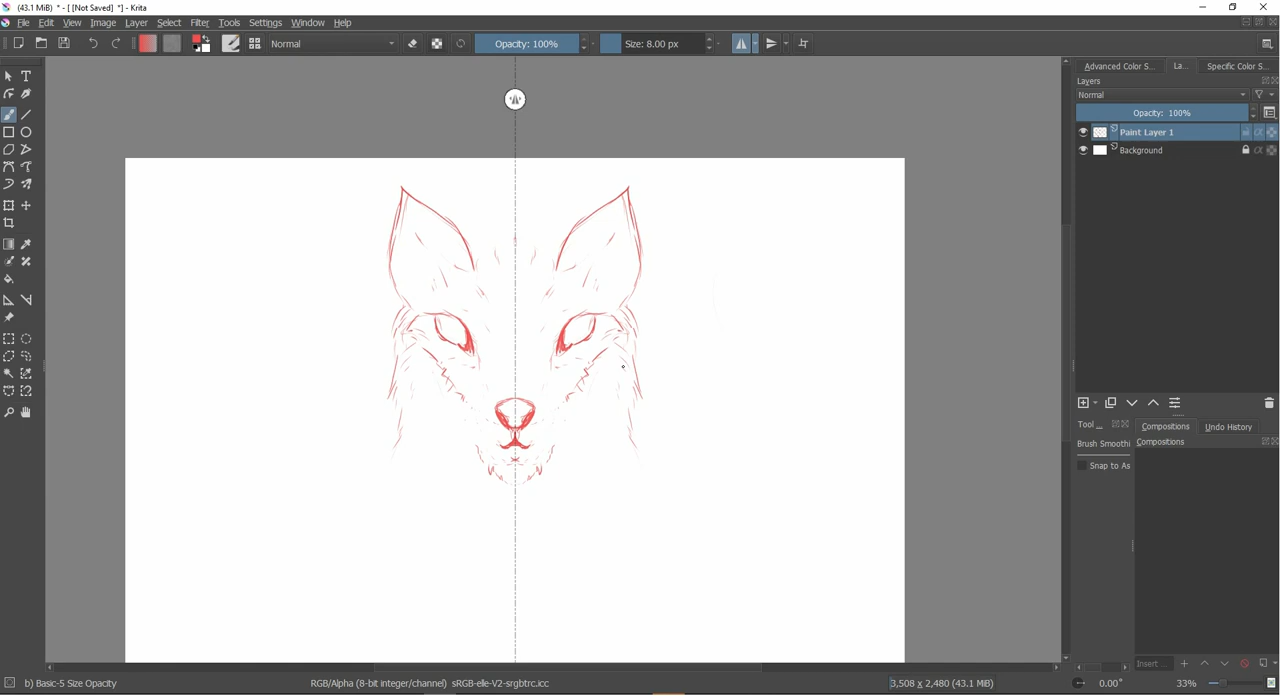 (43.1 MiB)  * - [ [Not Saved]  *] - Krita
File Edit View Image Layer Select Filter Tools Settings Window Help
Normal Opacity: 100% Size: 8.00 px
Advanced Color S... La... Specific Color S...
Layers
Normal
Opacity: 100%
Paint Layer 1
Background
Tool ... Compositions Undo History
Brush Smoothi Compositions
Snap to As
Insert ...
b) Basic-5 Size Opacity RGB/Alpha (8-bit integer/channel)  sRGB-elle-V2-srgbtrc.icc 3,508 x 2,480 (43.1 MiB) 0.00° 33%